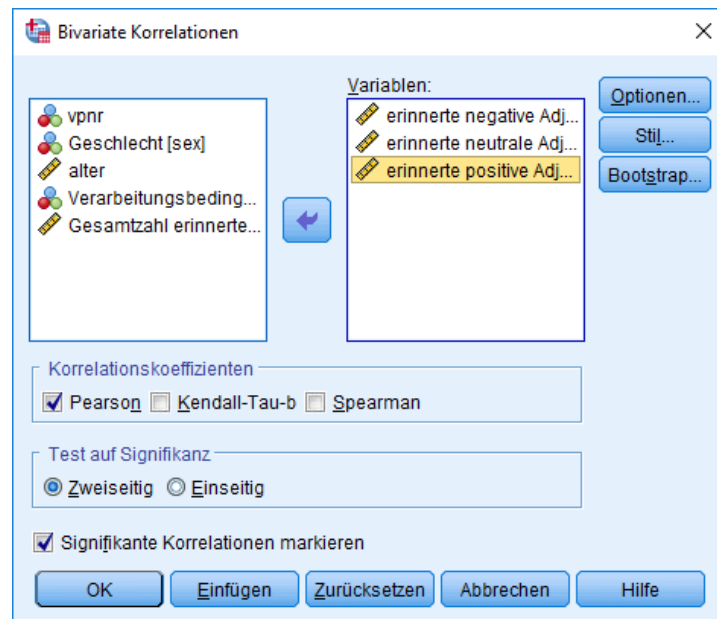 Bivariate Korrelationen
Variablen:
vpnr
Geschlecht [sex]
alter
Verarbeitungsbeding...
Gesamtzahl erinnerte...
erinnerte negative Adj...
erinnerte neutrale Adj...
erinnerte positive Adj...
Optionen...
Stil...
Bootstrap...
Korrelationskoeffizienten
Pearson Kendall-Tau-b Spearman
Test auf Signifikanz
Zweiseitig Einseitig
Signifikante Korrelationen markieren
OK Einfügen Zurücksetzen Abbrechen Hilfe